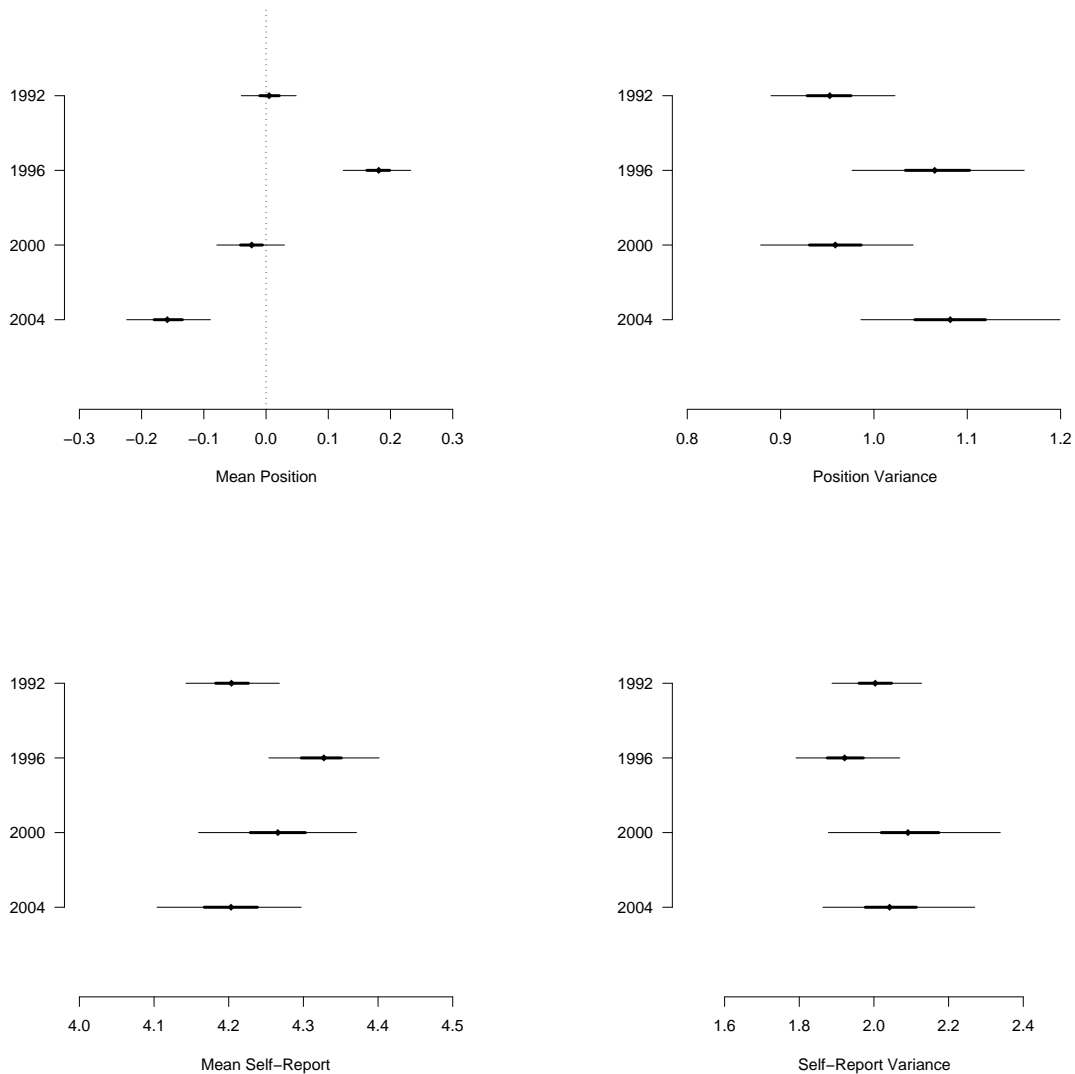 1992
1996
2000
2004
−0.3 −0.2 −0.1 0.0 0.1 0.2 0.3
Mean Position
1992
1996
2000
2004
0.8 0.9 1.0 1.1 1.2
Position Variance
1992
1996
2000
2004
4.0 4.1 4.2 4.3 4.4 4.5
Mean Self−Report
1992
1996
2000
2004
1.6 1.8 2.0 2.2 2.4
Self−Report Variance